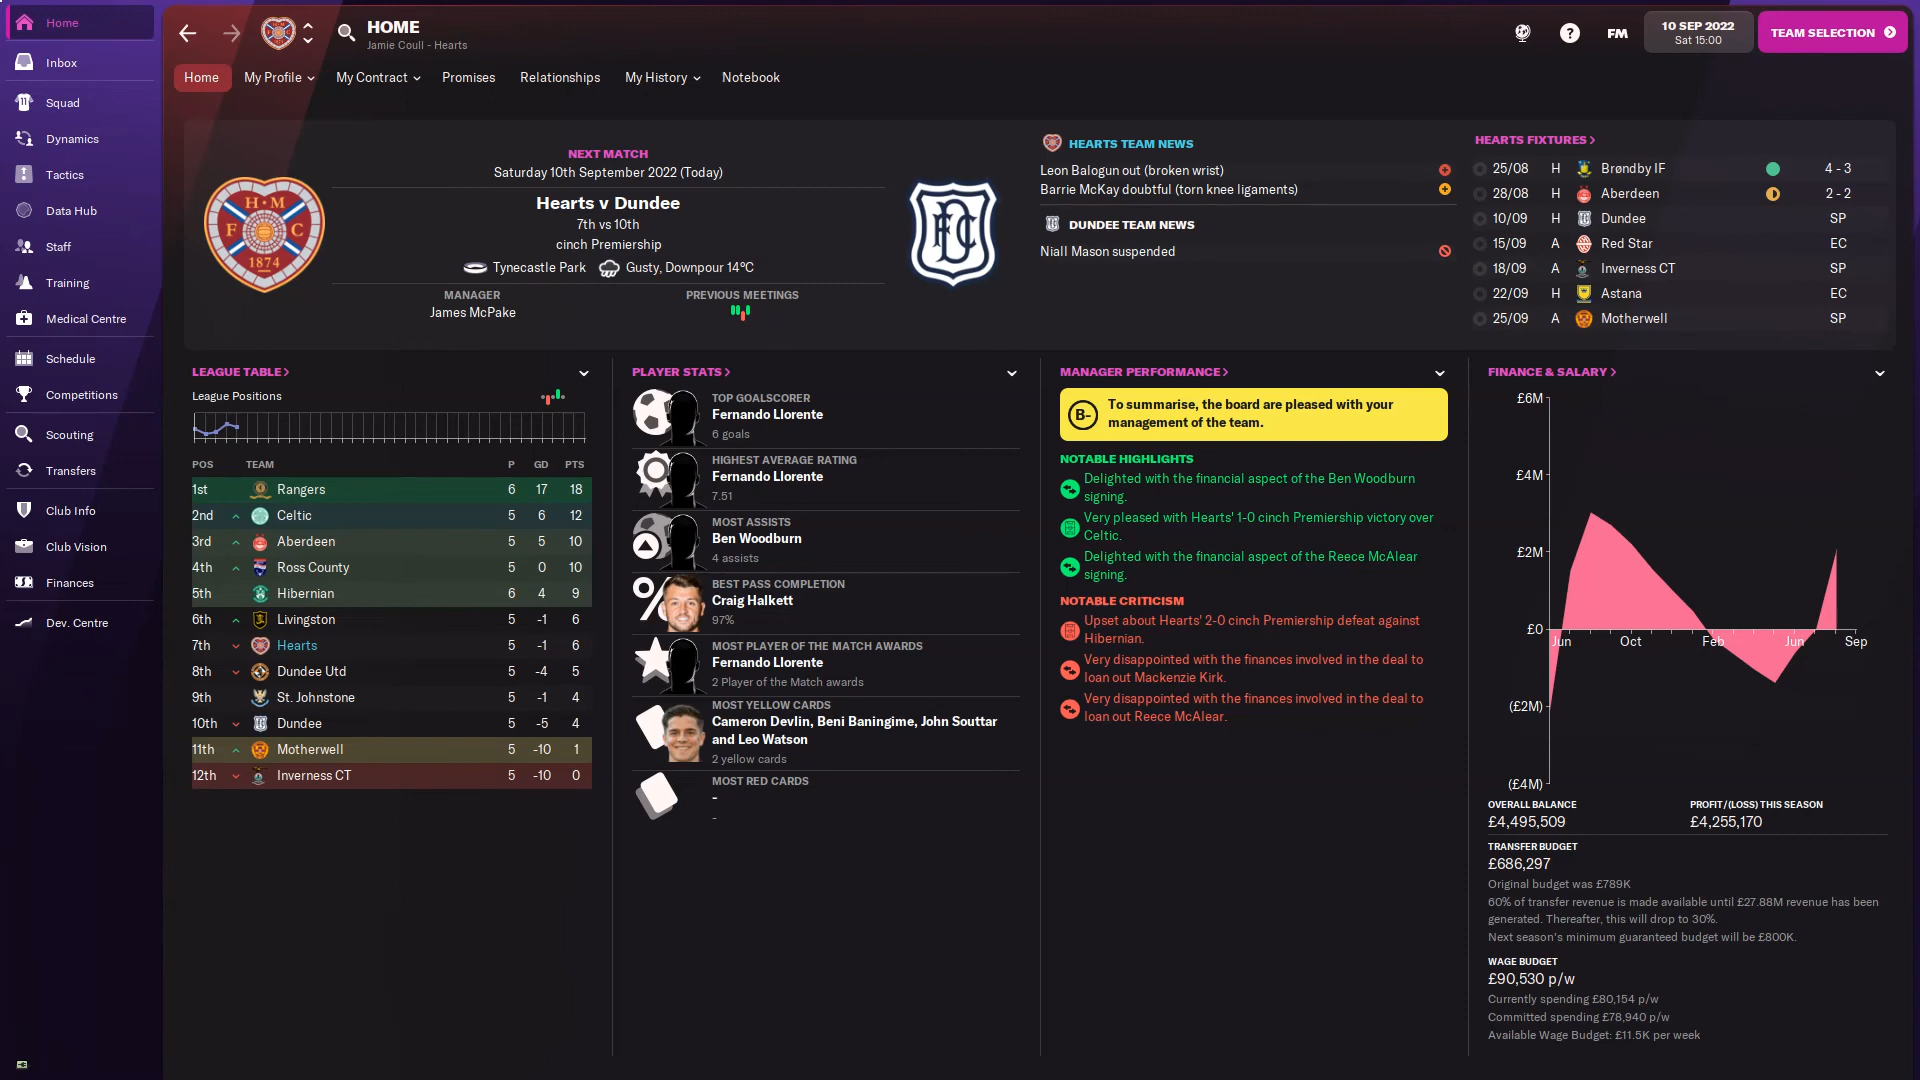 Home
Inbox
Squad
Dynamics
Tactics
Data Hub
Staff
Training
Medical Centre
Schedule
Competitions
Scouting
Transfers
Club Info
Club Vision
Finances
Dev. Centre
HOME
Jamie Coull - Hearts
FM
10 SEP 2022
Sat 15:00
TEAM SELECTION
Home
My Profile
My Contract
Promises
Relationships
My History
Notebook
H M
F C
1874
NEXT MATCH
Saturday 10th September 2022 (Today)
Hearts v Dundee
7th vs 10th
cinch Premiership
Tynecastle Park
Gusty, Downpour 14°C
MANAGER
James McPake
PREVIOUS MEETINGS
DFC
HEARTS TEAM NEWS
Leon Balogun out (broken wrist)
Barrie McKay doubtful (torn knee ligaments)
DUNDEE TEAM NEWS
Niall Mason suspended
HEARTS FIXTURES
25/08 H Brøndby IF 4 - 3
28/08 H Aberdeen 2 - 2
10/09 H Dundee SP
15/09 A Red Star EC
18/09 A Inverness CT SP
22/09 H Astana EC
25/09 A Motherwell SP
LEAGUE TABLE
League Positions
POS TEAM P GD PTS
1st Rangers 6 17 18
2nd Celtic 5 6 12
3rd Aberdeen 5 5 10
4th Ross County 5 0 10
5th Hibernian 6 4 9
6th Livingston 5 -1 6
7th Hearts 5 -1 6
8th Dundee Utd 5 -4 5
9th St. Johnstone 5 -1 4
10th Dundee 5 -5 4
11th Motherwell 5 -10 1
12th Inverness CT 5 -10 0
PLAYER STATS
TOP GOALSCORER
Fernando Llorente
6 goals
HIGHEST AVERAGE RATING
Fernando Llorente
7.51
MOST ASSISTS
Ben Woodburn
4 assists
BEST PASS COMPLETION
Craig Halkett
97%
MOST PLAYER OF THE MATCH AWARDS
Fernando Llorente
2 Player of the Match awards
MOST YELLOW CARDS
Cameron Devlin, Beni Baningime, John Souttar
and Leo Watson
2 yellow cards
MOST RED CARDS
-
-
MANAGER PERFORMANCE
B-
To summarise, the board are pleased with your
management of the team.
NOTABLE HIGHLIGHTS
Delighted with the financial aspect of the Ben Woodburn
signing.
Very pleased with Hearts' 1-0 cinch Premiership victory over
Celtic.
Delighted with the financial aspect of the Reece McAlear
signing.
NOTABLE CRITICISM
Upset about Hearts' 2-0 cinch Premiership defeat against
Hibernian.
Very disappointed with the finances involved in the deal to
loan out Mackenzie Kirk.
Very disappointed with the finances involved in the deal to
loan out Reece McAlear.
FINANCE & SALARY
£6M
£4M
£2M
£0
(£2M)
(£4M)
Jun Oct Feb Jun Sep
OVERALL BALANCE
£4,495,509
PROFIT/(LOSS) THIS SEASON
£4,255,170
TRANSFER BUDGET
£686,297
Original budget was £789K
60% of transfer revenue is made available until £27.88M revenue has been
generated. Thereafter, this will drop to 30%.
Next season's minimum guaranteed budget will be £800K.
WAGE BUDGET
£90,530 p/w
Currently spending £80,154 p/w
Committed spending £78,940 p/w
Available Wage Budget: £11.5K per week